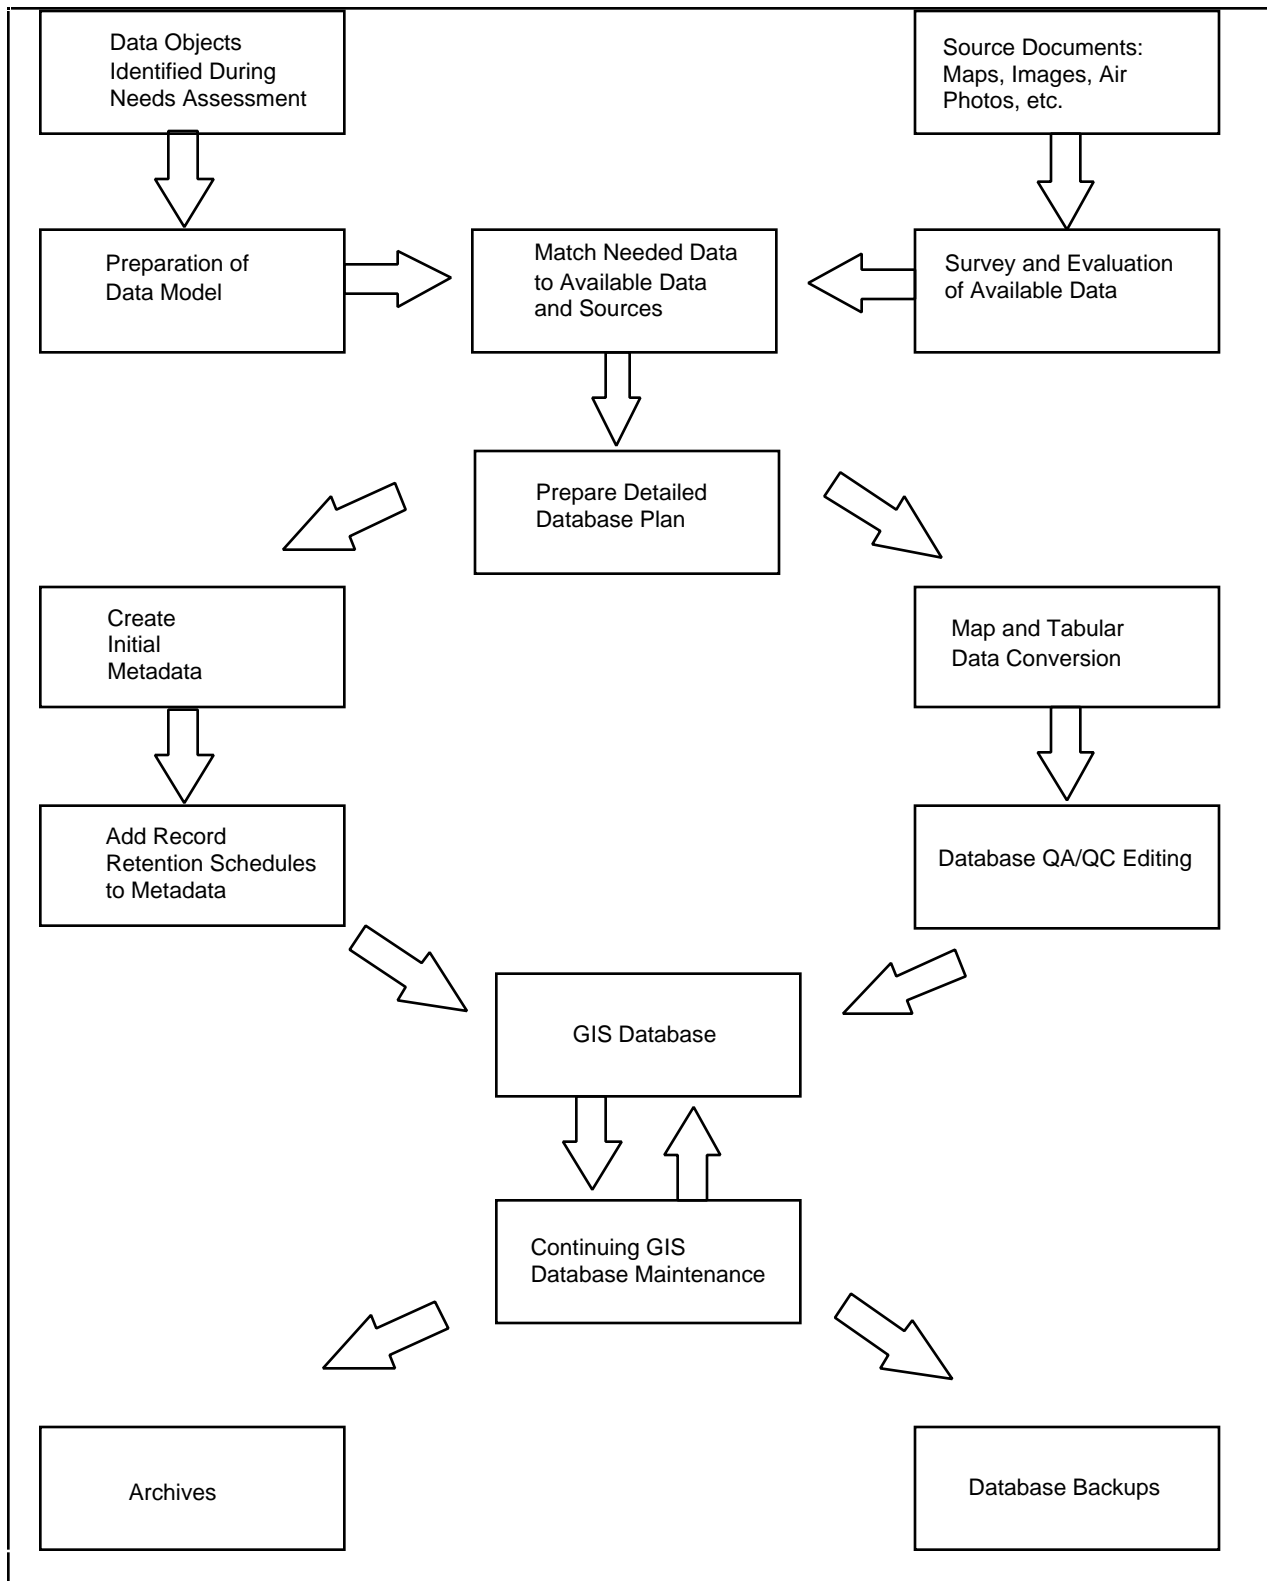 Data Objects
Identified During
Needs Assessment
Source Documents:
Maps, Images, Air
Photos, etc.
Preparation of
Data Model
Match Needed Data
to Available Data
and Sources
Survey and Evaluation
of Available Data
Prepare Detailed
Database Plan
Create
Initial
Metadata
Map and Tabular
Data Conversion
Add Record
Retention Schedules
to Metadata
Database QA/QC Editing
GIS Database
Continuing GIS
Database Maintenance
Archives
Database Backups